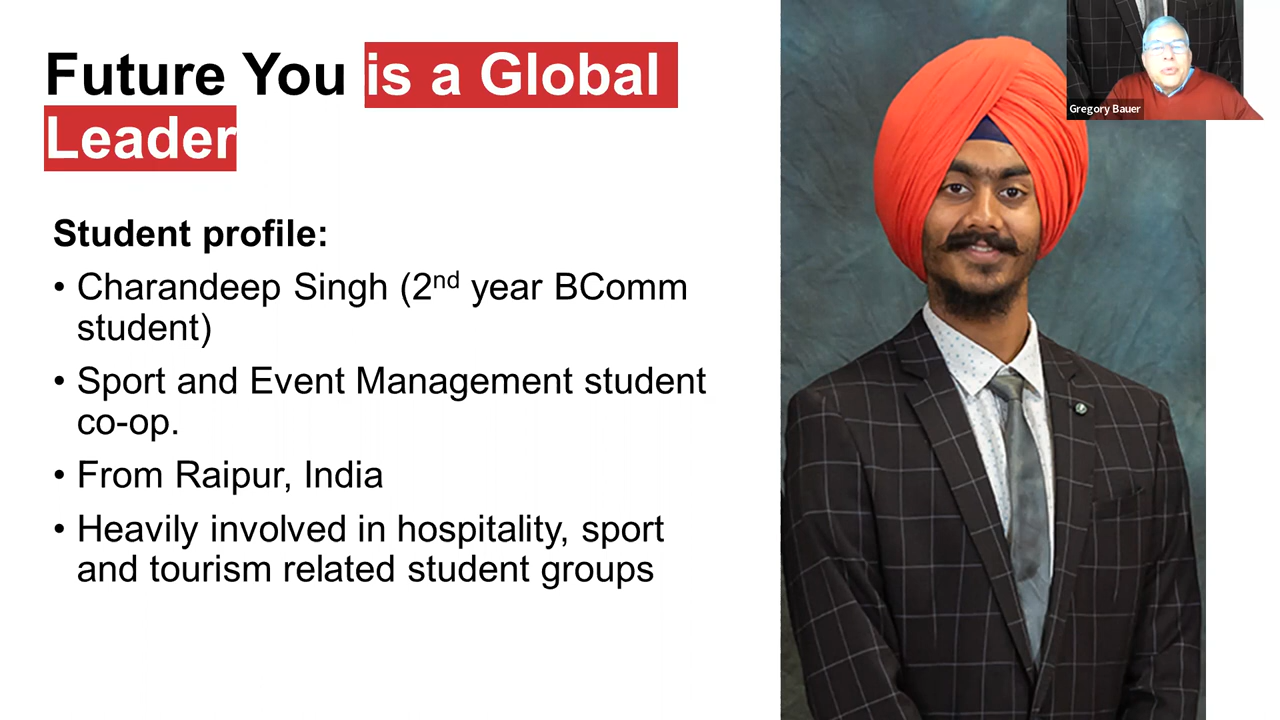 Future You is a Global
Leader
Student profile:
• Charandeep Singh (2nd year BComm
student)
• Sport and Event Management student
co-op.
• From Raipur, India
• Heavily involved in hospitality, sport
and tourism related student groups
Gregory Bauer